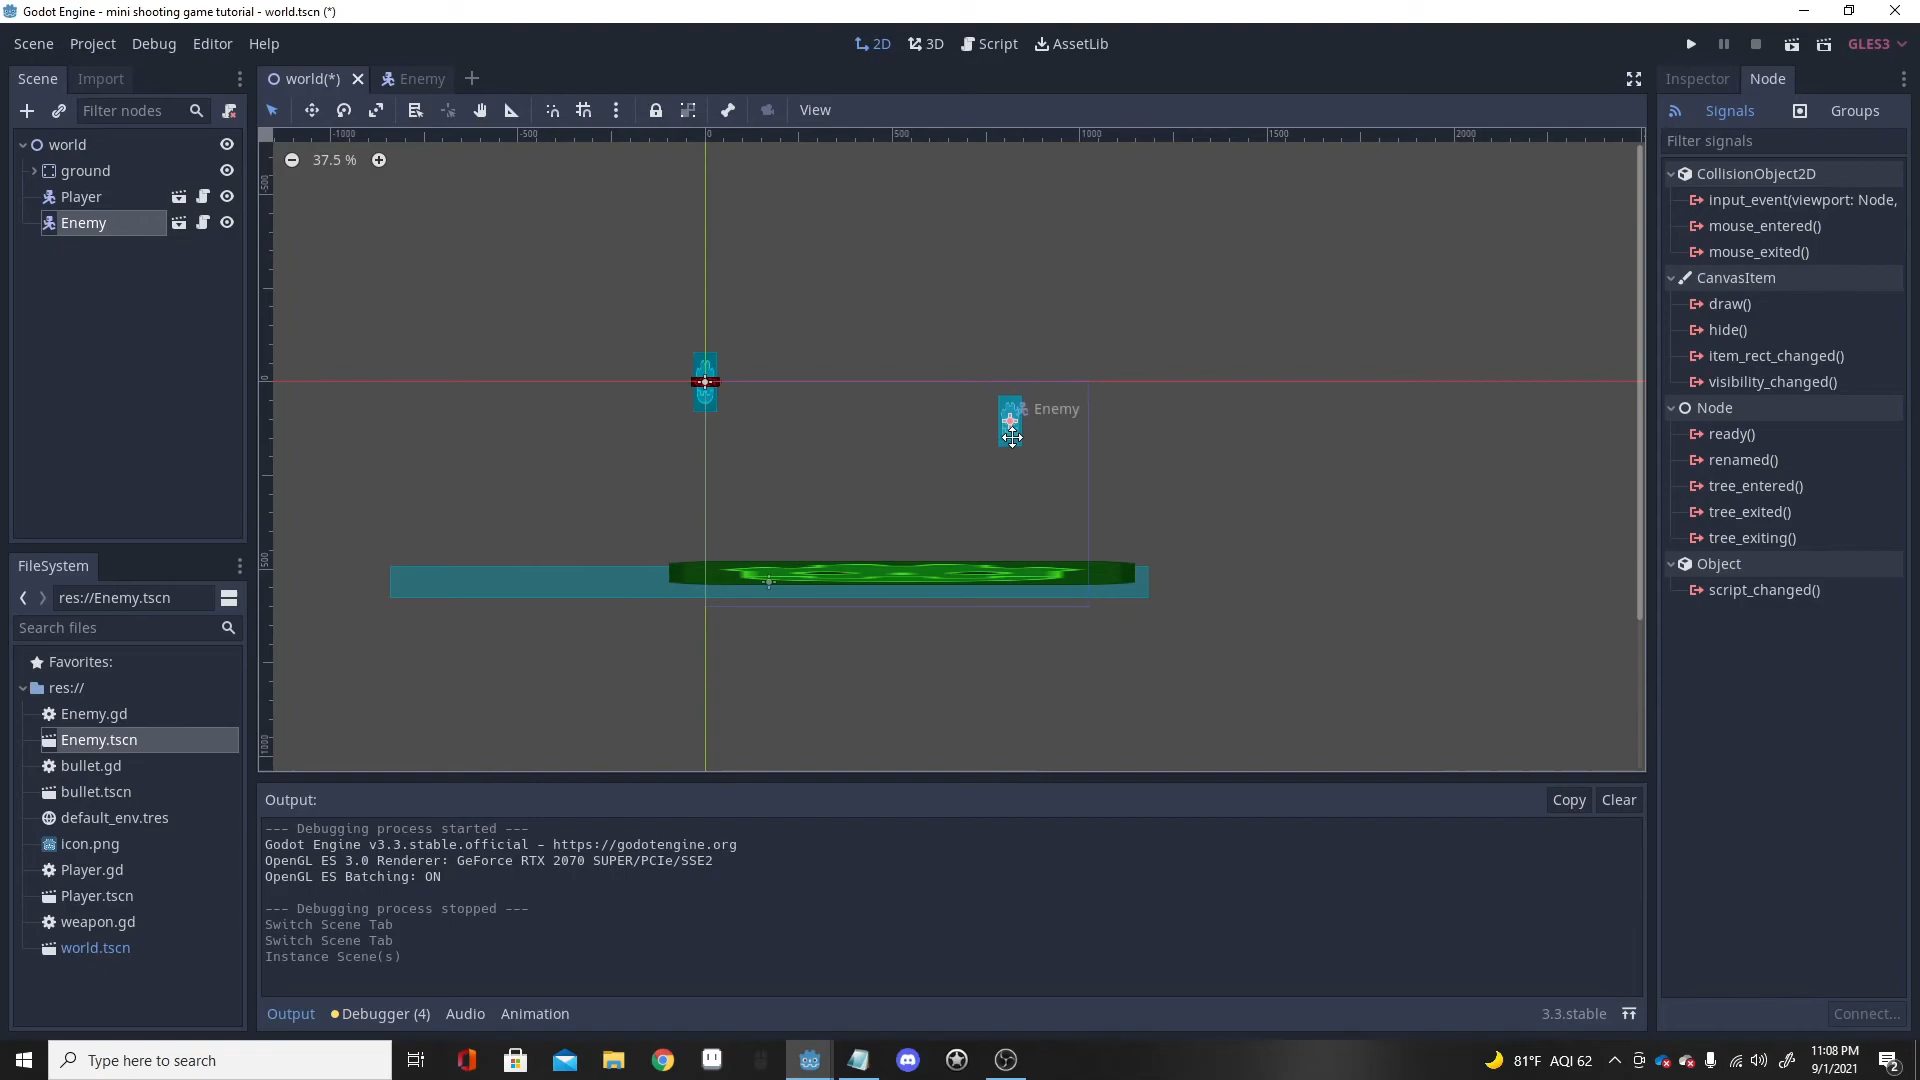 Godot Engine - mini shooting game tutorial - world.tscn (*)
Scene Project Debug Editor Help
2D 3D Script AssetLib
GLES3
Scene Import
world(*) Enemy
Inspector Node
Filter nodes
View
Signals Groups
Filter signals
-1000 -500 0 500 1000 1500 2000
37.5 %
world
ground
Player
Enemy
-500
0
500
1000
Enemy
CollisionObject2D
input_event(viewport: Node,
mouse_entered()
mouse_exited()
CanvasItem
draw()
hide()
item_rect_changed()
visibility_changed()
Node
ready()
renamed()
tree_entered()
tree_exited()
tree_exiting()
Object
script_changed()
FileSystem
res://Enemy.tscn
Search files
Favorites:
res://
Enemy.gd
Enemy.tscn
bullet.gd
bullet.tscn
default_env.tres
icon.png
Player.gd
Player.tscn
weapon.gd
world.tscn
Output:
Copy Clear
--- Debugging process started ---
Godot Engine v3.3.stable.official - https://godotengine.org
OpenGL ES 3.0 Renderer: GeForce RTX 2070 SUPER/PCIe/SSE2
OpenGL ES Batching: ON
--- Debugging process stopped ---
Switch Scene Tab
Switch Scene Tab
Instance Scene(s)
Output Debugger (4) Audio Animation
3.3.stable
Connect...
Type here to search
81°F AQI 62
11:08 PM
9/1/2021
2